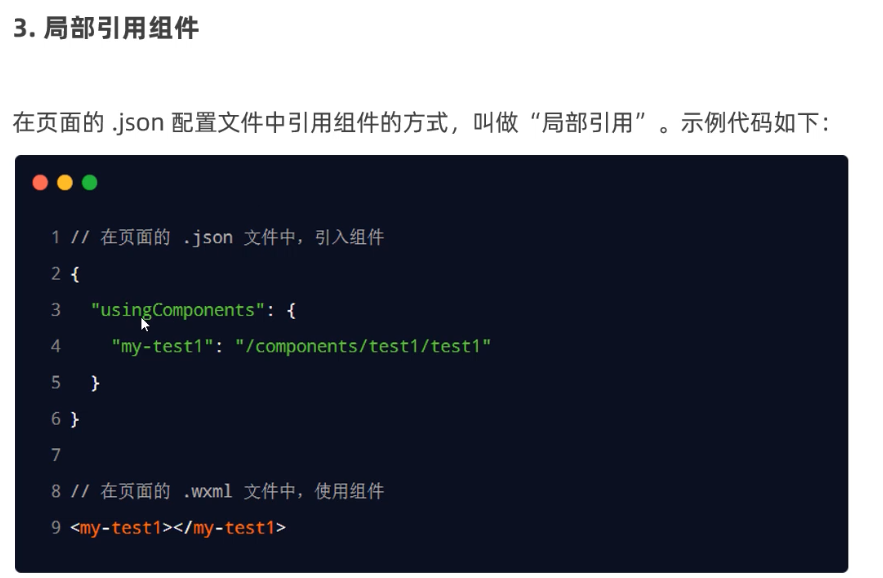 3. 局部引用组件
在页面的 .json 配置文件中引用组件的方式，叫做“局部引用”。示例代码如下：
1 // 在页面的 .json 文件中，引入组件
2 {
3   "usingComponents": {
4     "my-test1": "/components/test1/test1"
5   }
6 }
7
8 // 在页面的 .wxml 文件中，使用组件
9 <my-test1></my-test1>